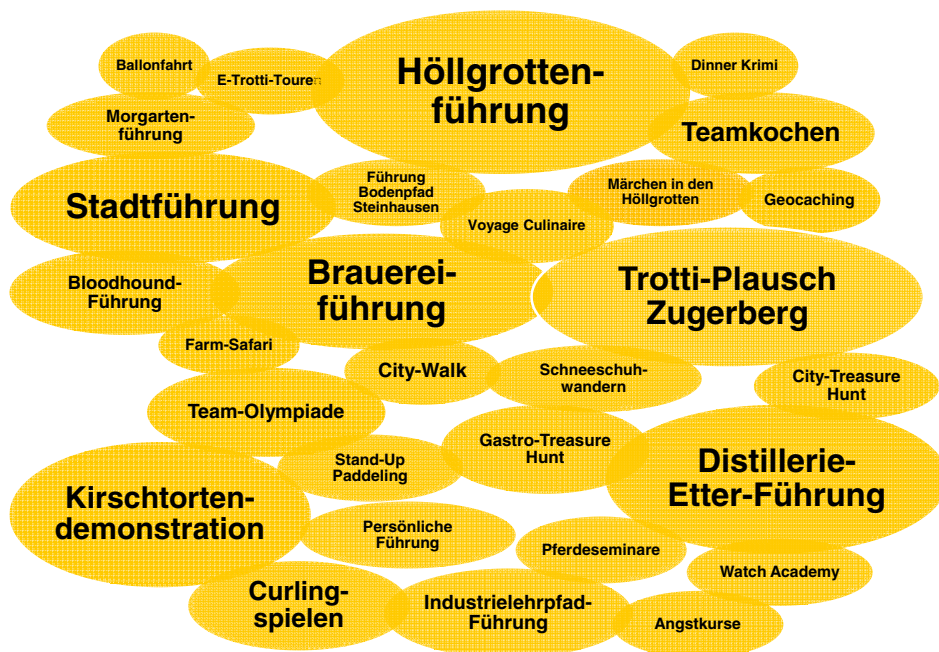 Ballonfahrt
E-Trotti-Touren
Höllgrotten-
führung
Dinner Krimi
Morgarten-
führung
Teamkochen
Stadtführung
Führung
Bodenpfad
Steinhausen
Voyage Culinaire
Märchen in den
Höllgrotten
Geocaching
Bloodhound-
Führung
Brauerei-
führung
Trotti-Plausch
Zugerberg
Farm-Safari
City-Walk
Schneeschuh-
wandern
City-Treasure
Hunt
Team-Olympiade
Gastro-Treasure
Hunt
Distillerie-
Etter-Führung
Stand-Up
Paddeling
Kirschtorten-
demonstration
Persönliche
Führung
Pferdeseminare
Watch Academy
Curling-
spielen
Industrielehrpfad-
Führung
Angstkurse